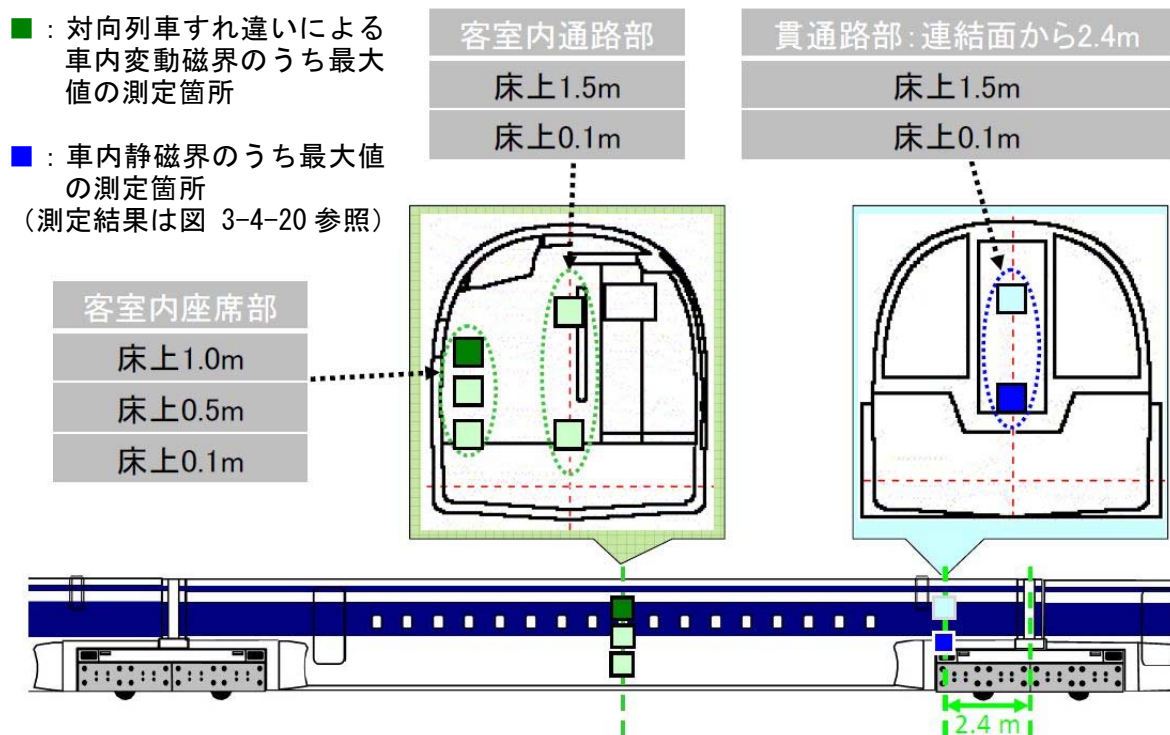 ■：対向列車すれ違いによる
車内変動磁界のうち最大
値の測定箇所
■：車内静磁界のうち最大値
の測定箇所
（測定結果は図 3-4-20 参照）
客室内通路部
床上1.5m
床上0.1m
貫通路部：連結面から2.4m
床上1.5m
床上0.1m
客室内座席部
床上1.0m
床上0.5m
床上0.1m
2.4 m